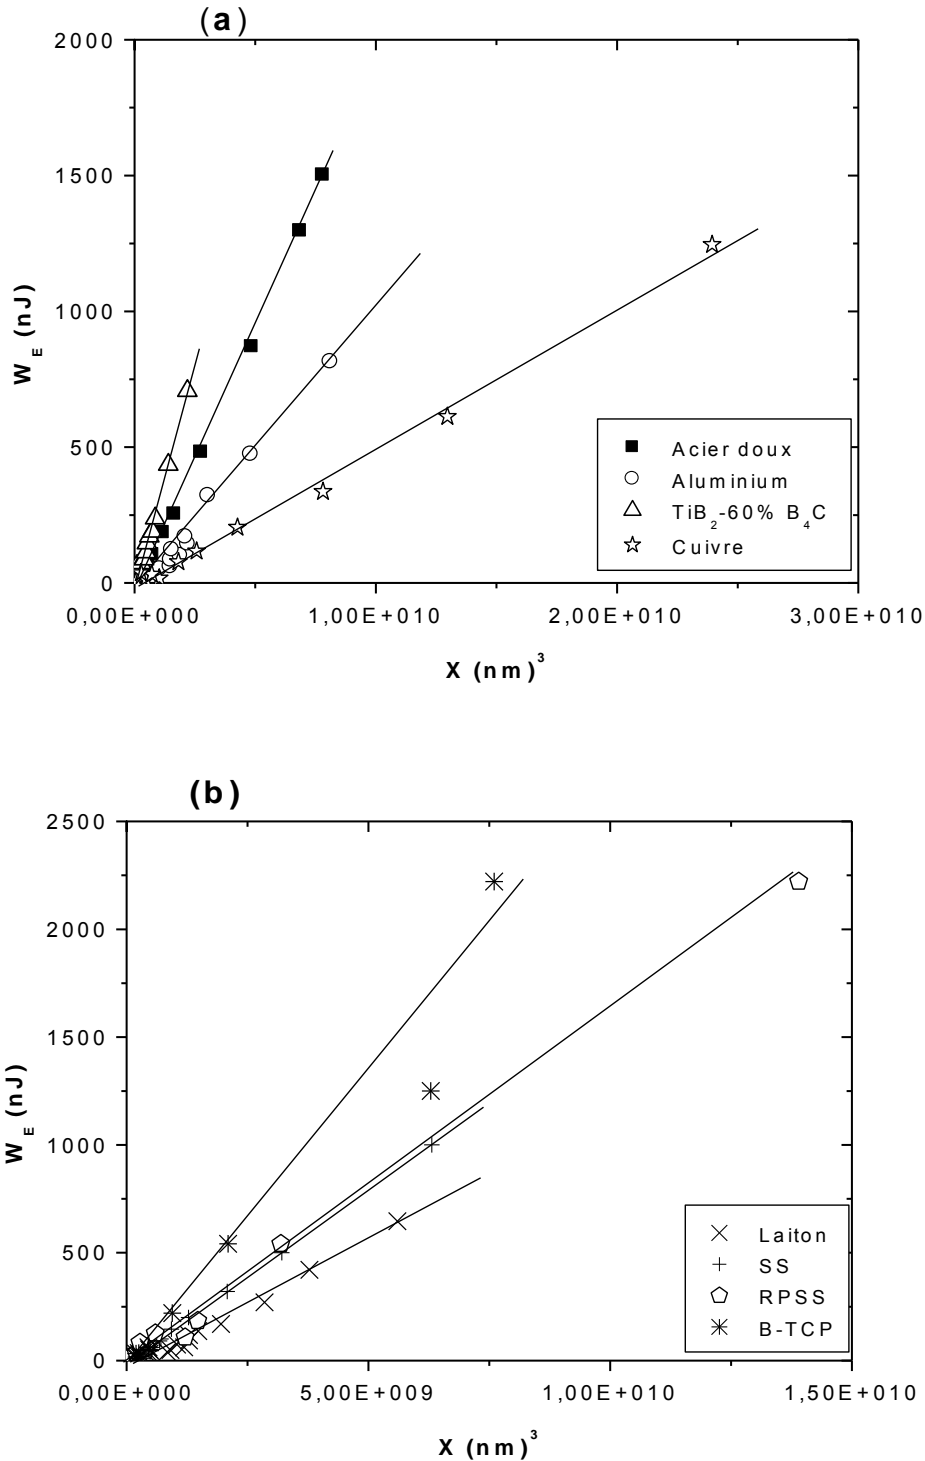 (a)
2000
1500
1000
500
0
W E (nJ)
Acier doux
Aluminium
TiB2-60% B4C
Cuivre
0,00E+000 1,00E+010 2,00E+010 3,00E+010
X (nm)3
(b)
2500
2000
1500
1000
500
0
W E (nJ)
Laiton
SS
RPSS
B-TCP
0,00E+000 5,00E+009 1,00E+010 1,50E+010
X (nm)3